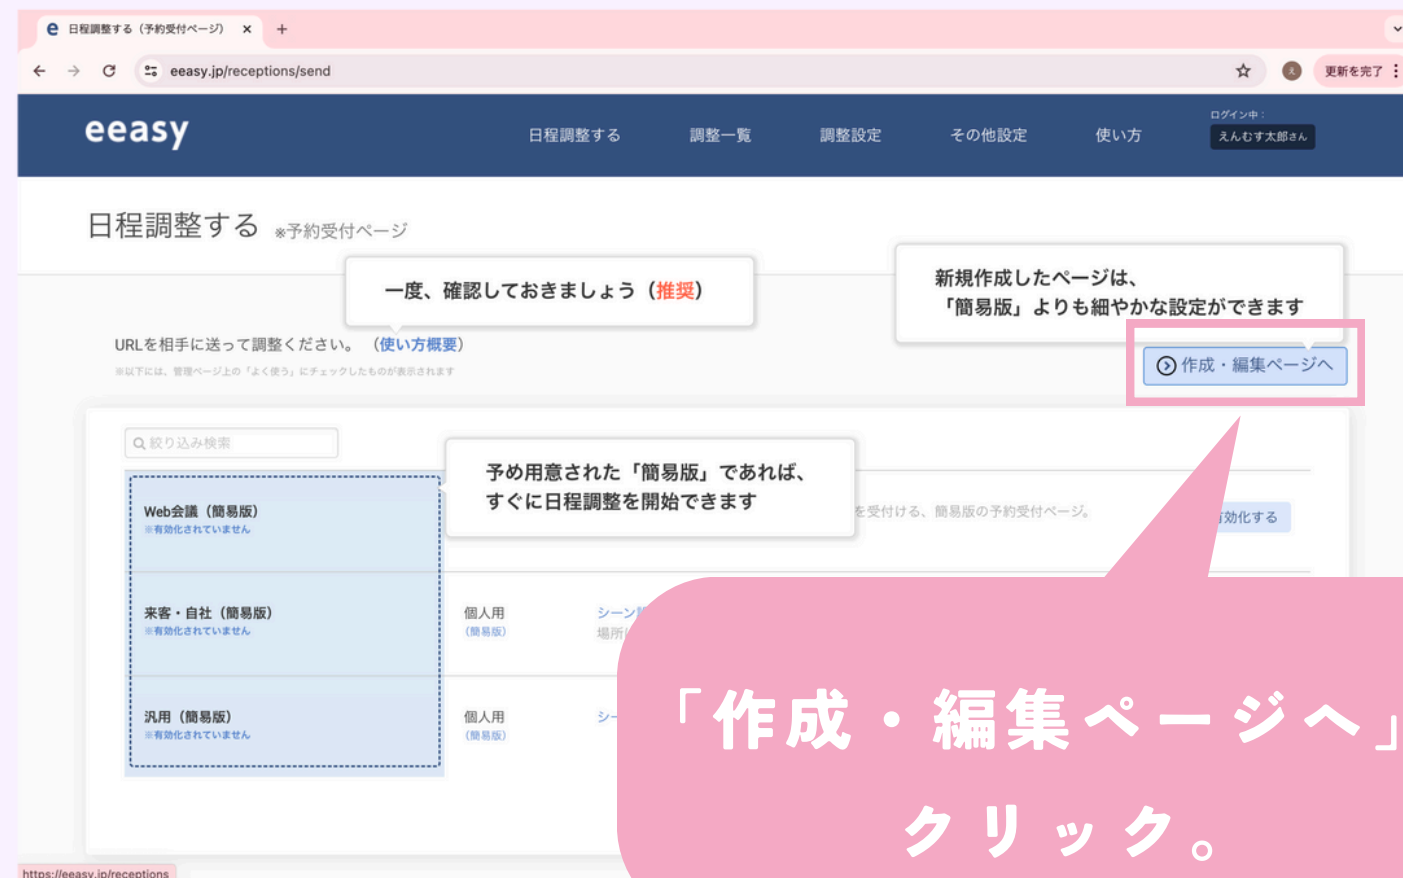 日程調整する（予約受付ページ）
eeasy.jp/receptions/send
更新を完了
eeasy
日程調整する
調整一覧
調整設定
その他設定
使い方
ログイン中：
えんむす太郎さん
日程調整する ※予約受付ページ
一度、確認しておきましょう（推奨）
新規作成したページは、
「簡易版」よりも細やかな設定ができます
URLを相手に送って調整ください。（使い方概要）
※以下には、管理ページ上の「よく使う」にチェックしたものが表示されます
作成・編集ページへ
絞り込み検索
予め用意された「簡易版」であれば、
すぐに日程調整を開始できます
Web会議（簡易版）
※有効化されていません
を受付ける、簡易版の予約受付ページ。
効化する
来客・自社（簡易版）
※有効化されていません
個人用
（簡易版）
シーン
場所
汎用（簡易版）
※有効化されていません
個人用
（簡易版）
シー
「作成・編集ページへ」
クリック。
https://eeasy.jp/receptions